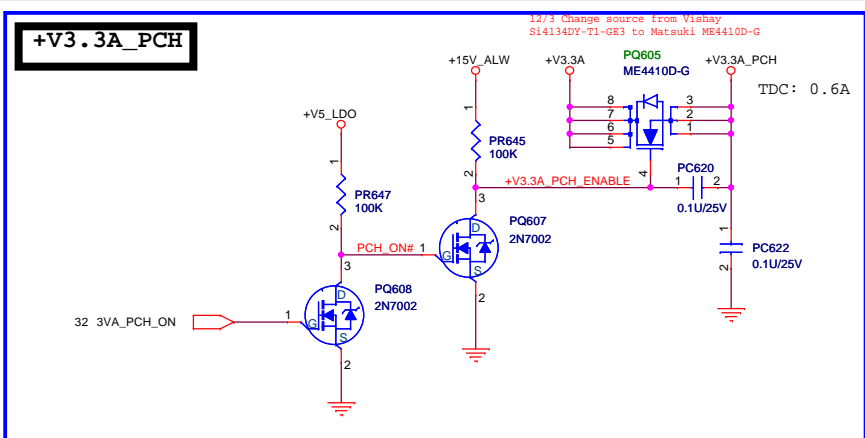 12/3 Change source from Vishay
Si4134DY-T1-GE3 to Matsuki ME4410D-G
+V3.3A_PCH
+15V_ALW
+V3.3A
PQ605
ME4410D-G
+V3.3A_PCH
TDC: 0.6A
8
7
6
5
3
2
1
4
+V5_LDO
1
PR645
100K
2
1
PR647
100K
2
+V3.3A_PCH_ENABLE
1
2
PC620
0.1U/25V
3
D
G
S
PQ607
2N7002
PCH_ON#
1
2
1
PC622
0.1U/25V
2
3
D
G
S
PQ608
2N7002
32 3VA_PCH_ON
1
2